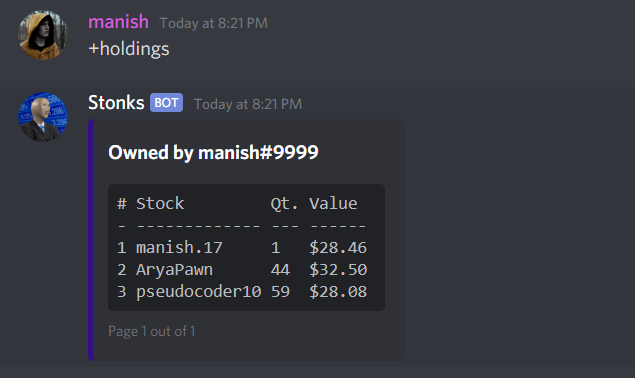 manish Today at 8:21 PM
+holdings
Stonks BOT Today at 8:21 PM
Owned by manish#9999
# Stock Qt. Value
- ------------- --- ------
1 manish.17 1 $28.46
2 AryaPawn 44 $32.50
3 pseudocoder10 59 $28.08
Page 1 out of 1